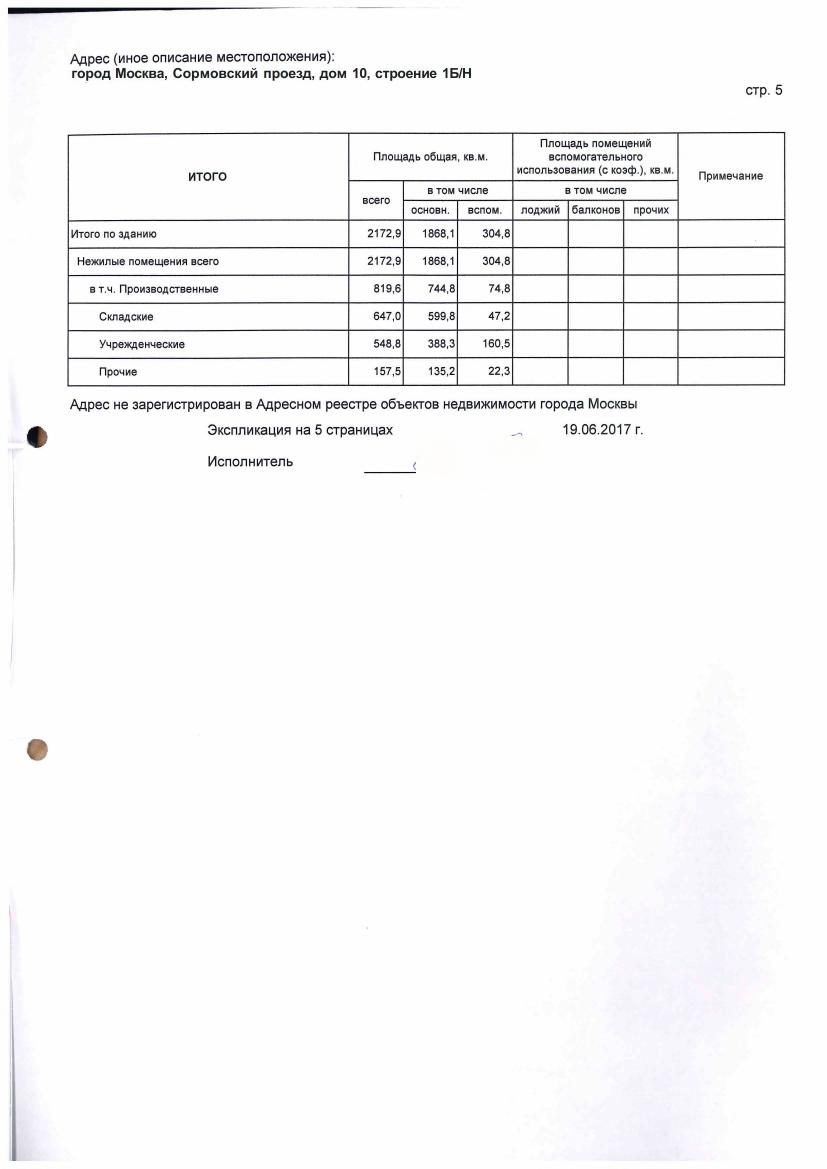 Адрес (иное описание местоположения):
город Москва, Сормовский проезд, дом 10, строение 1Б/Н
стр. 5
ИТОГО
Площадь общая, кв.м.
Площадь помещений
вспомогательного
использования (с коэф.), кв.м.
Примечание
всего
в том числе
в том числе
основн. вспом. лоджий балконов прочих
Итого по зданию 2172,9 1868,1 304,8
Нежилые помещения всего 2172,9 1868,1 304,8
в т.ч. Производственные 819,6 744,8 74,8
Складские 647,0 599,8 47,2
Учрежденческие 548,8 388,3 160,5
Прочие 157,5 135,2 22,3
Адрес не зарегистрирован в Адресном реестре объектов недвижимости города Москвы
Экспликация на 5 страницах 19.06.2017 г.
Исполнитель